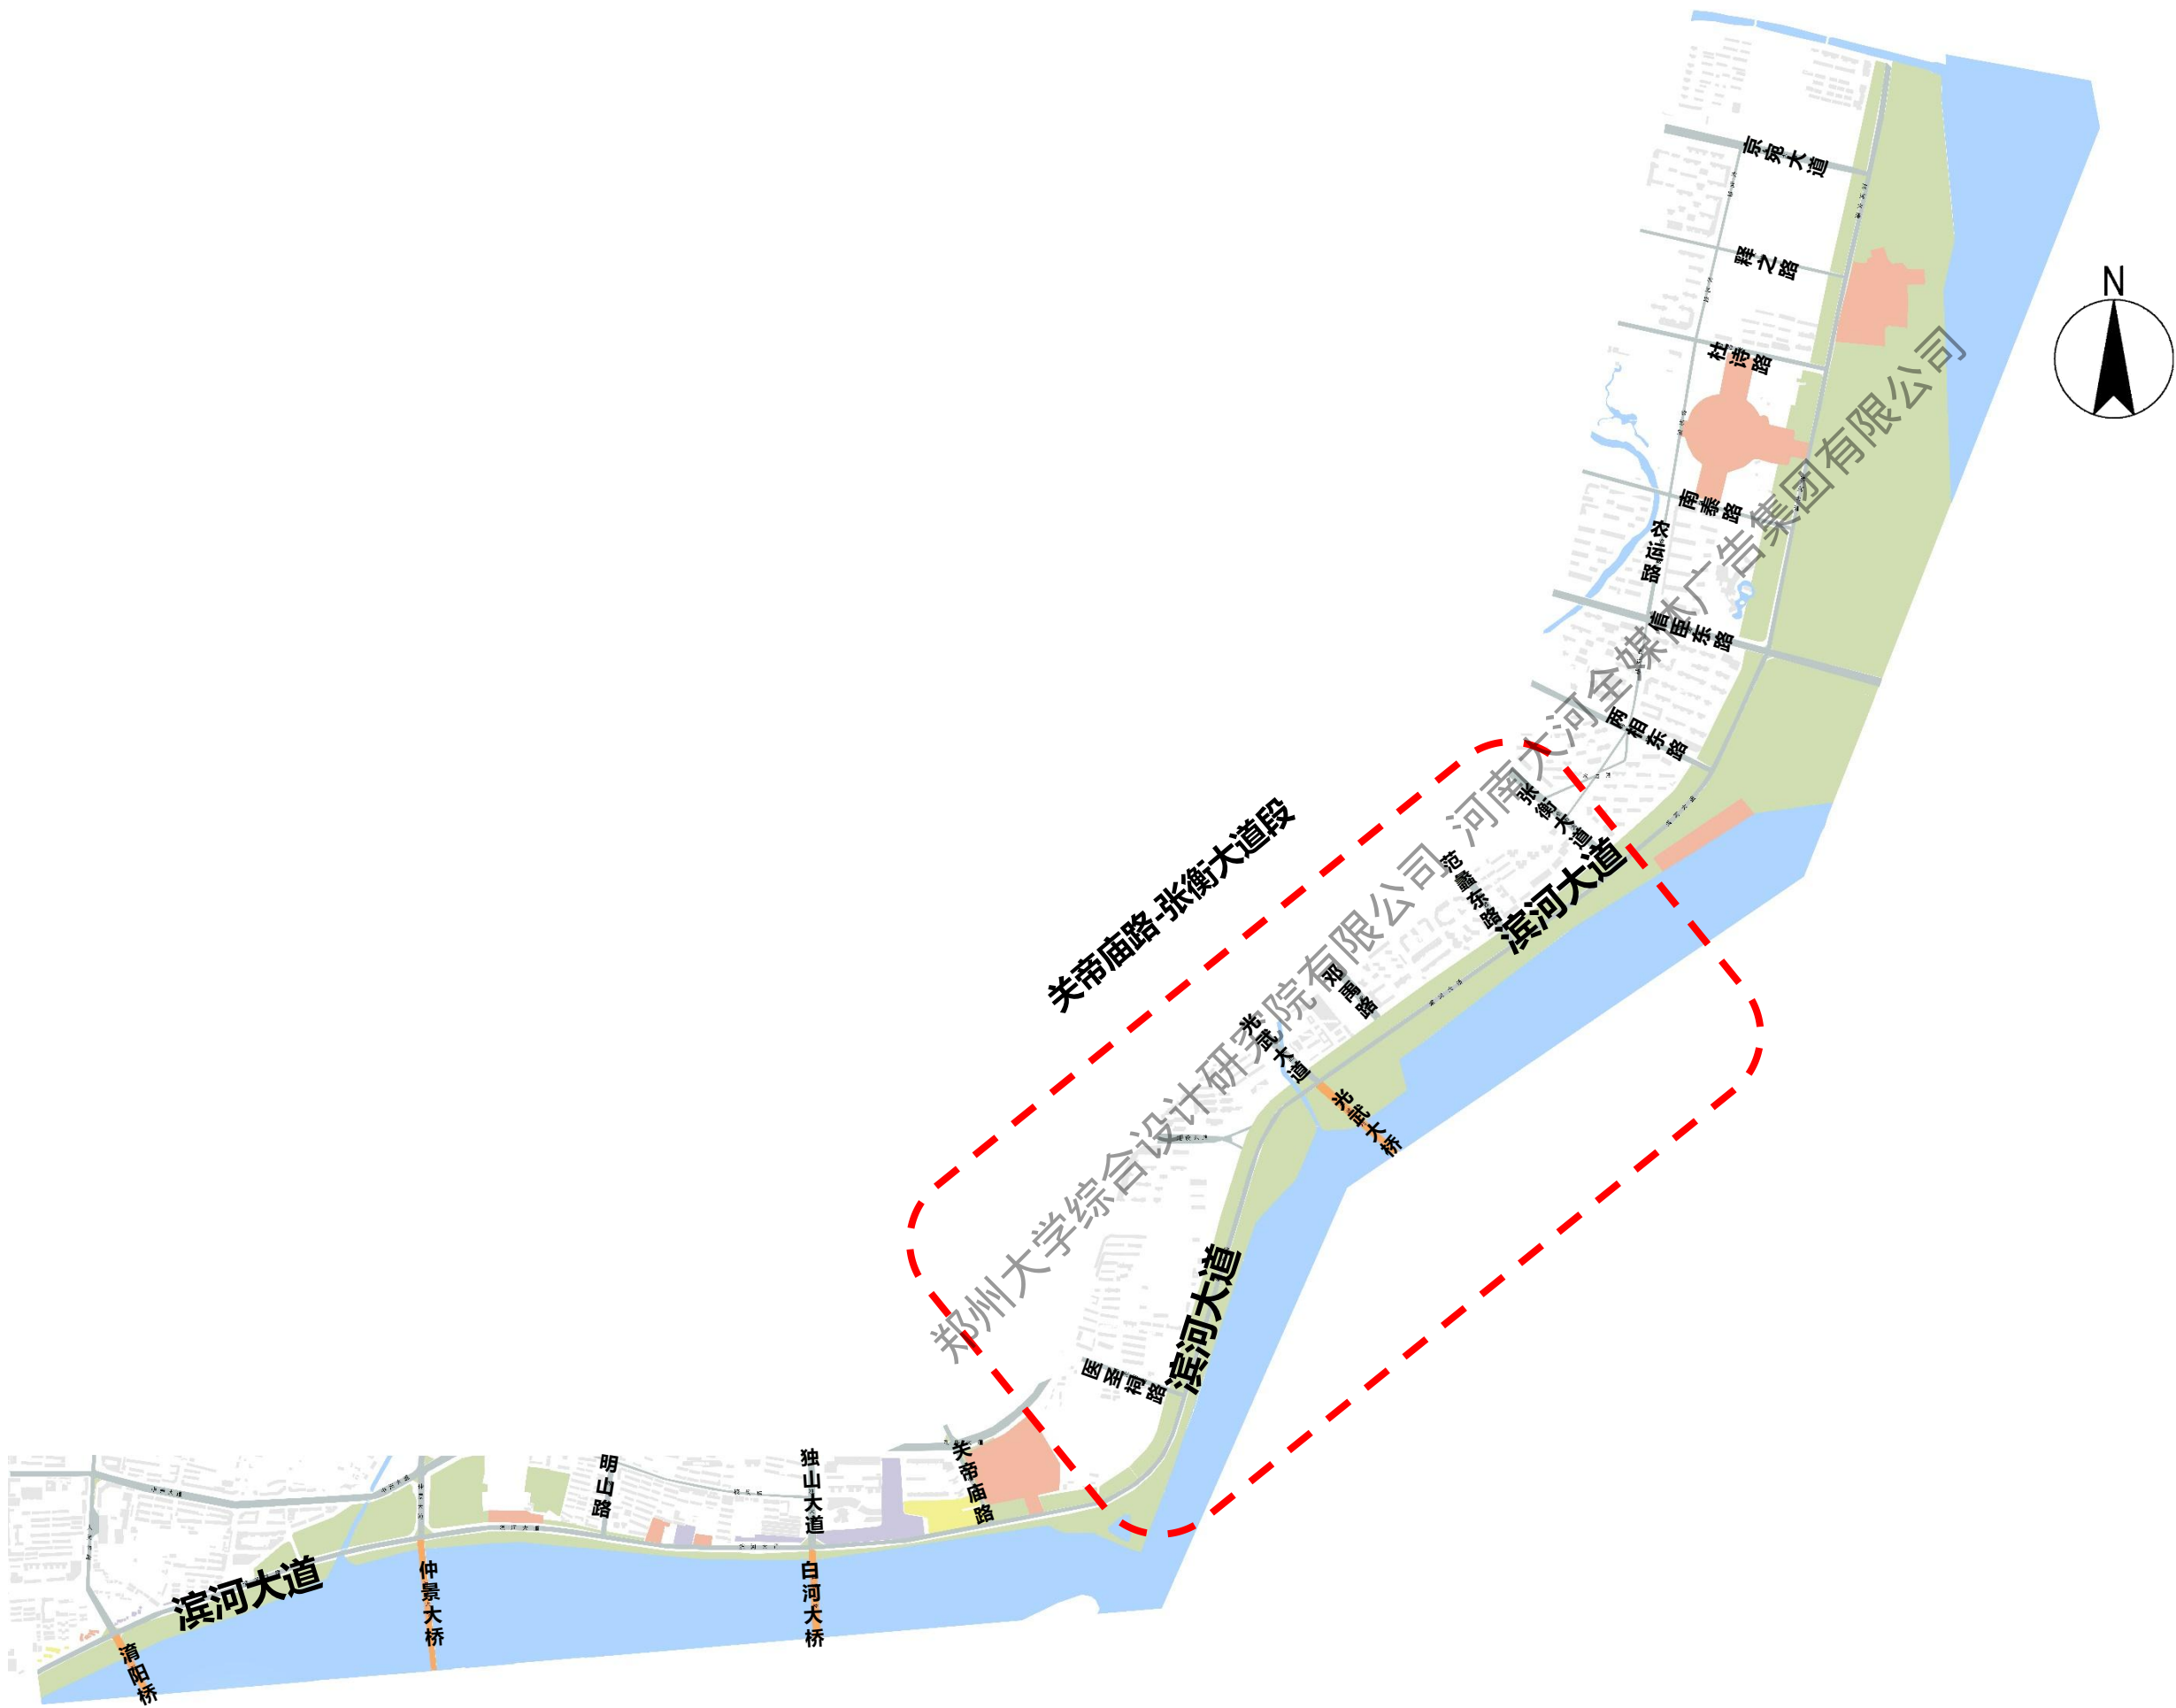 N
京宛大道
释之路
杜诗路
南泰路
农运路
信臣东路
两相东路
张衡大道
滨河大道
范蠡东路
邓禹路
光武大道
光武大桥
关帝庙路-张衡大道段
滨河大道
医圣祠路
关帝庙路
独山大道
明山路
白河大桥
仲景大桥
滨河大道
淯阳桥
郑州大学综合设计研究院有限公司 河南大河全媒体广告集团有限公司